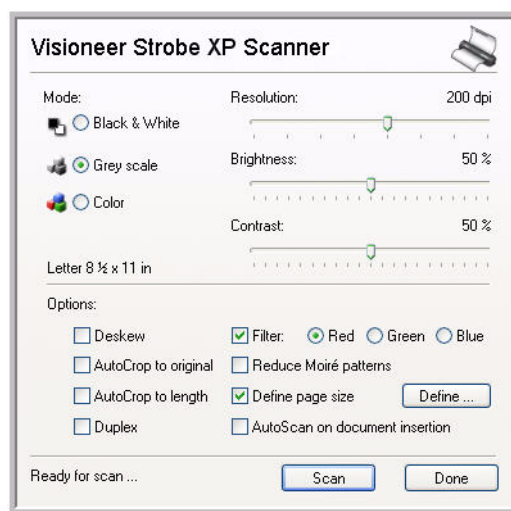 Visioneer Strobe XP Scanner
Mode:
Resolution: 200 dpi
Black & White
Grey scale
Brightness: 50 %
Color
Contrast: 50 %
Letter 8 ½ x 11 in
Options:
Deskew
Filter: Red Green Blue
AutoCrop to original
Reduce Moiré patterns
AutoCrop to length
Define page size
Define ...
Duplex
AutoScan on document insertion
Ready for scan ...
Scan
Done